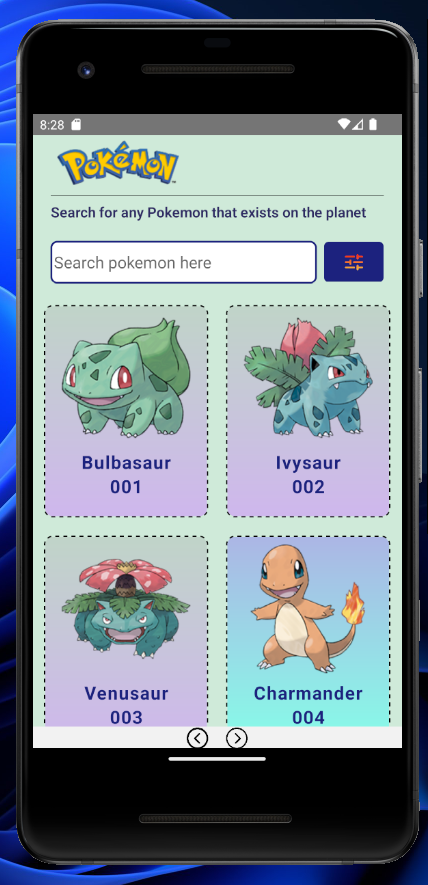 8:28
POKéMON
Search for any Pokemon that exists on the planet
Search pokemon here
Bulbasaur
001
Ivysaur
002
Venusaur
003
Charmander
004